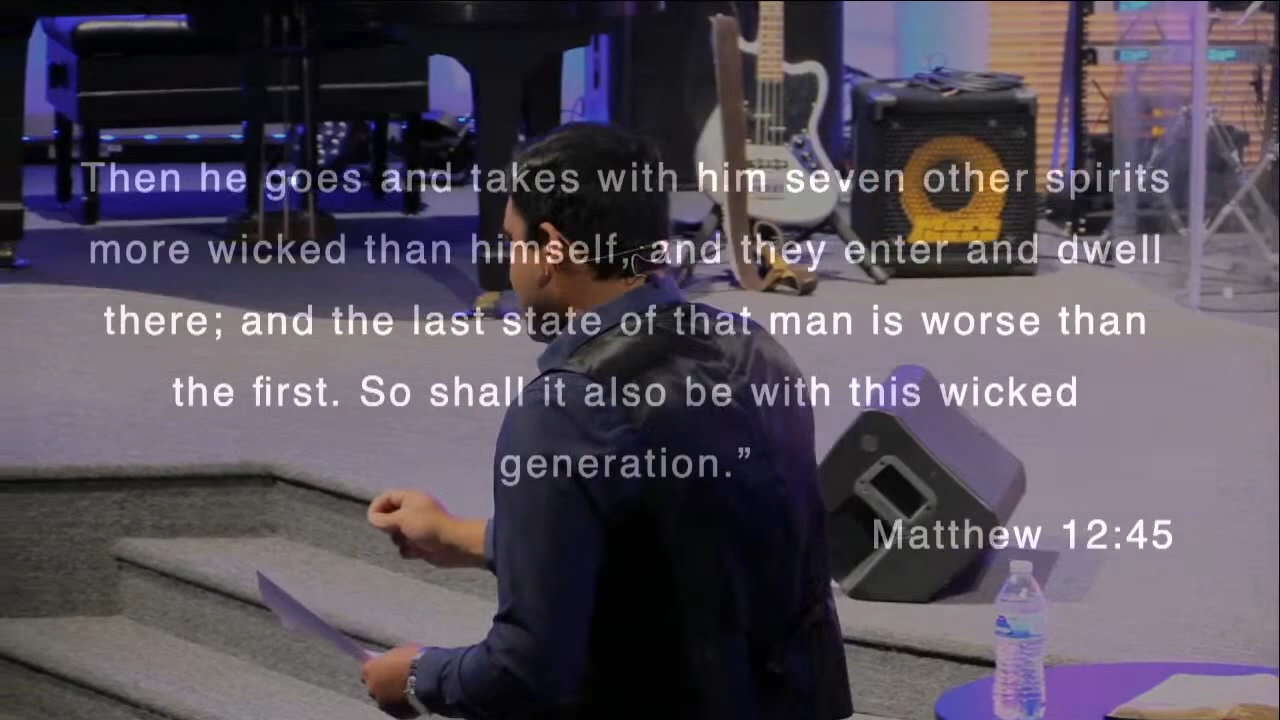 Then he goes and takes with him seven other spirits
more wicked than himself, and they enter and dwell
there; and the last state of that man is worse than
the first. So shall it also be with this wicked
generation.”
Matthew 12:45